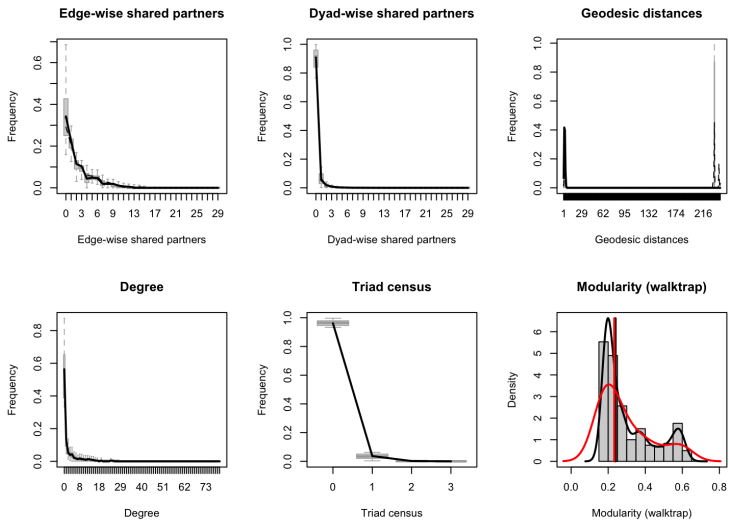 Edge-wise shared partners
Frequency
0.0 0.2 0.4 0.6
0 3 6 9 13 17 21 25 29
Edge-wise shared partners
Dyad-wise shared partners
Frequency
0.0 0.2 0.4 0.6 0.8 1.0
0 3 6 9 13 17 21 25 29
Dyad-wise shared partners
Geodesic distances
Frequency
0.0 0.2 0.4 0.6 0.8 1.0
1 29 62 95 132 174 216
Geodesic distances
Degree
Frequency
0.0 0.2 0.4 0.6 0.8
0 8 18 29 40 51 62 73
Degree
Triad census
Frequency
0.0 0.2 0.4 0.6 0.8 1.0
0 1 2 3
Triad census
Modularity (walktrap)
Density
0 1 2 3 4 5 6
0.0 0.2 0.4 0.6 0.8
Modularity (walktrap)